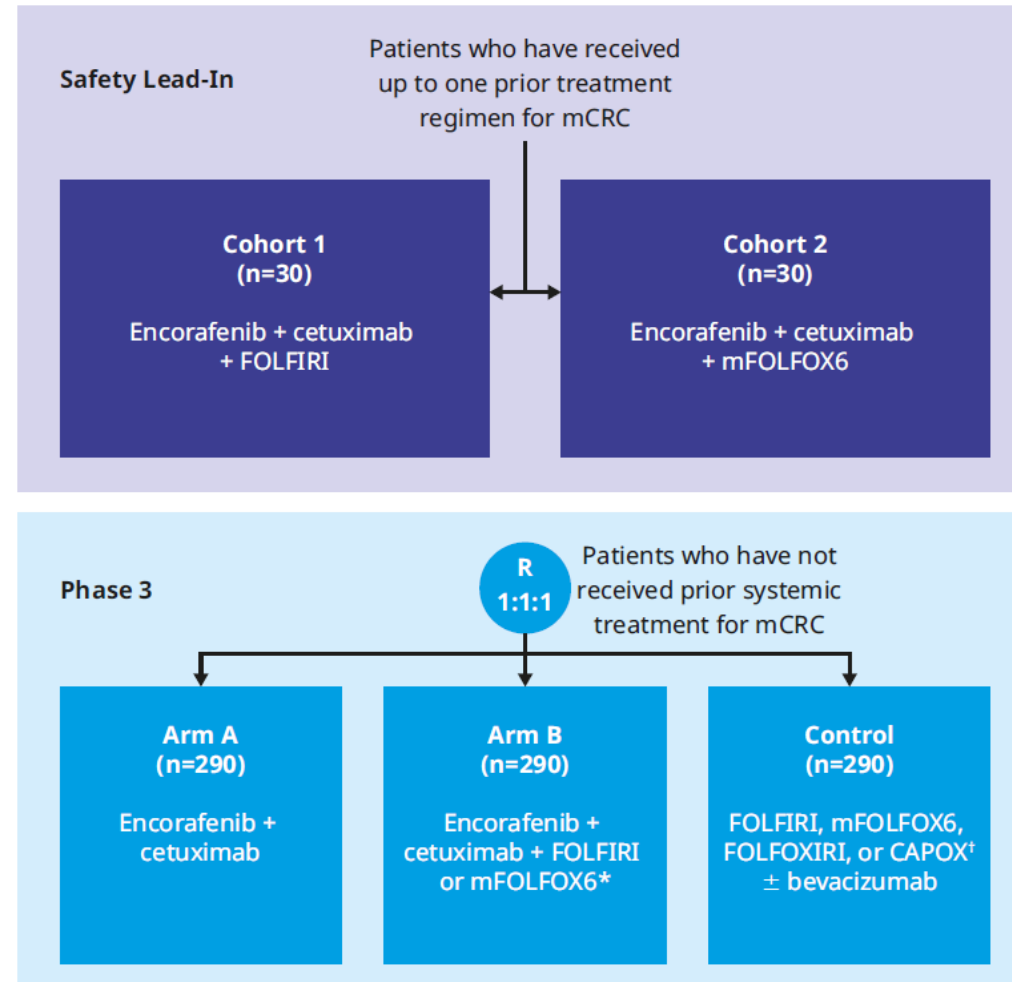 Safety Lead-In
Patients who have received
up to one prior treatment
regimen for mCRC
Cohort 1
(n=30)
Encorafenib + cetuximab
+ FOLFIRI
Cohort 2
(n=30)
Encorafenib + cetuximab
+ mFOLFOX6
Phase 3
R
1:1:1
Patients who have not
received prior systemic
treatment for mCRC
Arm A
(n=290)
Encorafenib +
cetuximab
Arm B
(n=290)
Encorafenib +
cetuximab + FOLFIRI
or mFOLFOX6*
Control
(n=290)
FOLFIRI, mFOLFOX6,
FOLFOXIRI, or CAPOX†
± bevacizumab